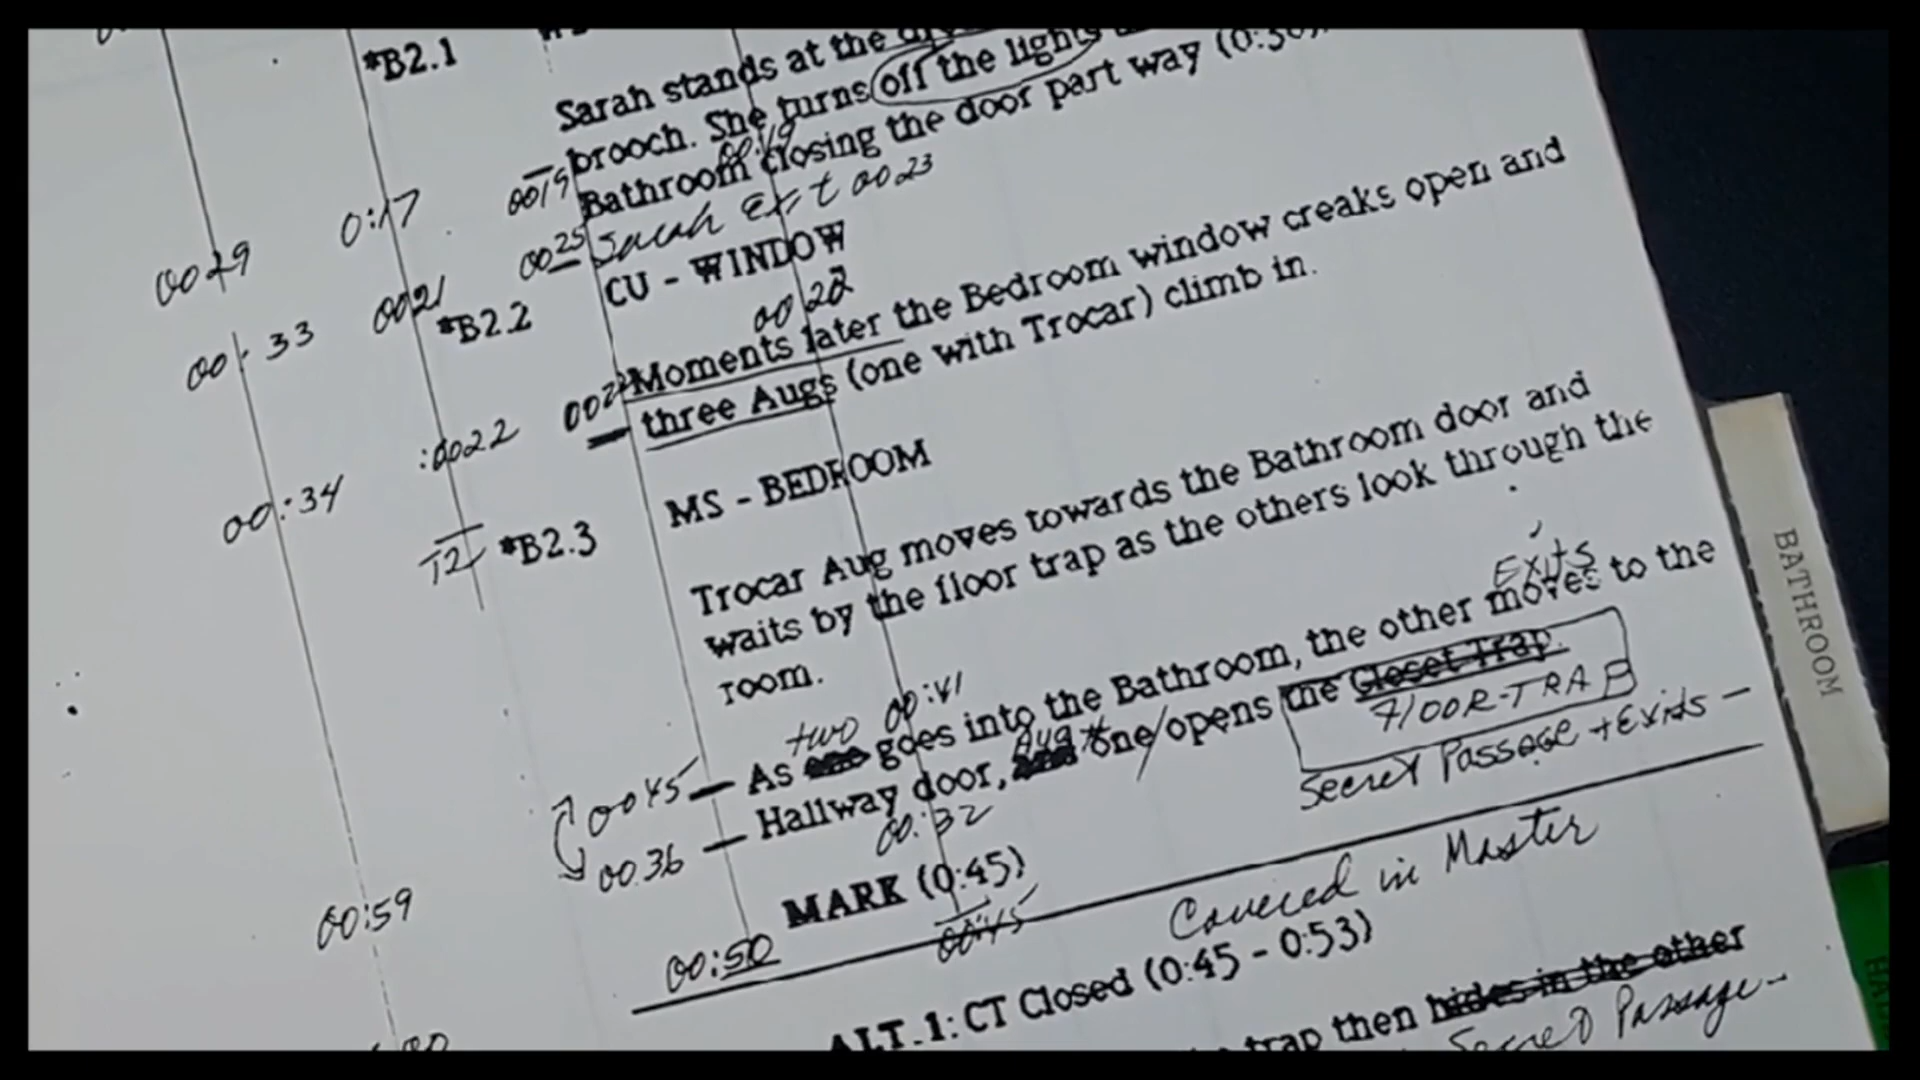 *B2.1
Sarah stands at the
brooch. She turns off the lights
00:19
0019
Bathroom closing the door part way (0:30).
0:17
0025 Sarah Exit 0023
0029
CU - WINDOW
0021
*B2.2
0022
00:33
Moments later the Bedroom window creaks open and
three Augs (one with Trocar) climb in.
:0022
MS - BEDROOM
00:34
T2 *B2.3
Trocar Aug moves towards the Bathroom door and
waits by the floor trap as the others look through the
room.
two 00:41 Exits
As one goes into the Bathroom, the other moves to the
0045
Aug #
Hallway door, and one/opens the Closet Trap.
FLOOR-TRAP
Secret Passage + Exits -
00:32
00.36
MARK (0:45)
00:59
00:45
00:50
Covered in Master
ALT.1: CT Closed (0:45 - 0:53)
trap then hides in the other
Secret Passage -
BATHROOM